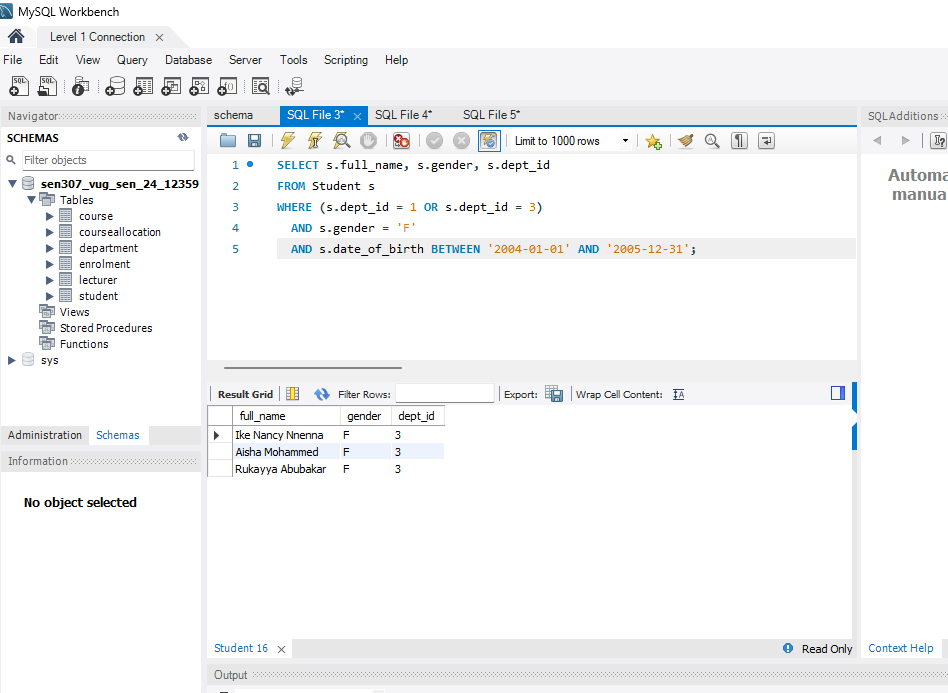 MySQL Workbench
Level 1 Connection
File Edit View Query Database Server Tools Scripting Help
Navigator
SCHEMAS
Filter objects
sen307_vug_sen_24_12359
Tables
course
courseallocation
department
enrolment
lecturer
student
Views
Stored Procedures
Functions
sys
Administration Schemas
Information
No object selected
schema SQL File 3* SQL File 4* SQL File 5*
Limit to 1000 rows
1 SELECT s.full_name, s.gender, s.dept_id
2 FROM Student s
3 WHERE (s.dept_id = 1 OR s.dept_id = 3)
4 AND s.gender = 'F'
5 AND s.date_of_birth BETWEEN '2004-01-01' AND '2005-12-31';
Result Grid Filter Rows: Export: Wrap Cell Content:
full_name gender dept_id
Ike Nancy Nnenna F 3
Aisha Mohammed F 3
Rukayya Abubakar F 3
Student 16 Read Only
Output
SQLAdditions
Automa
manua
Context Help